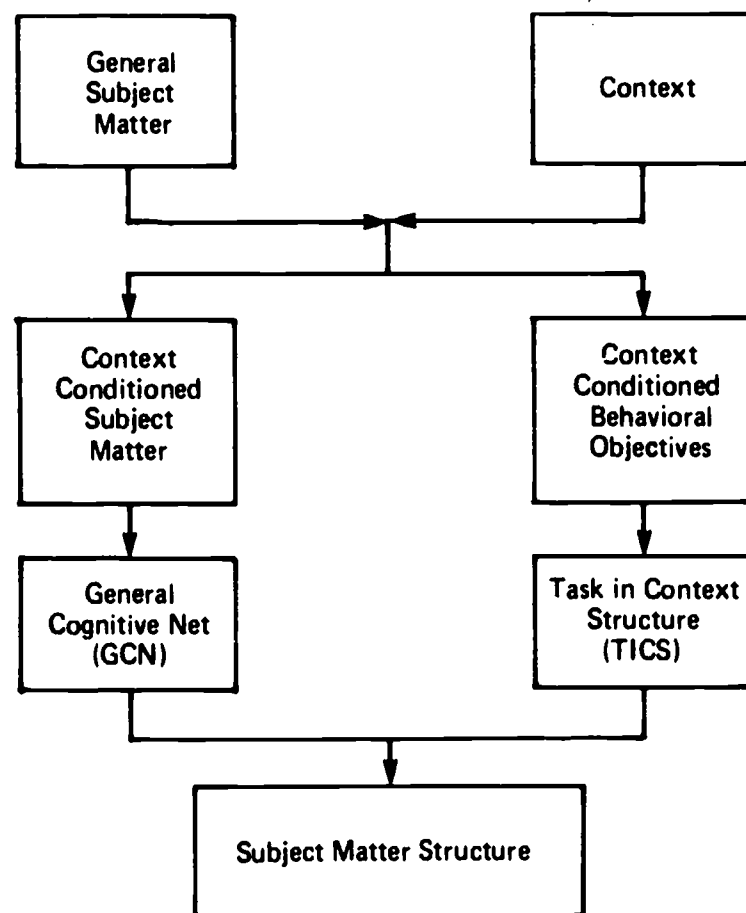 General
Subject
Matter
Context
Context
Conditioned
Subject
Matter
Context
Conditioned
Behavioral
Objectives
General
Cognitive Net
(GCN)
Task in Context
Structure
(TICS)
Subject Matter Structure